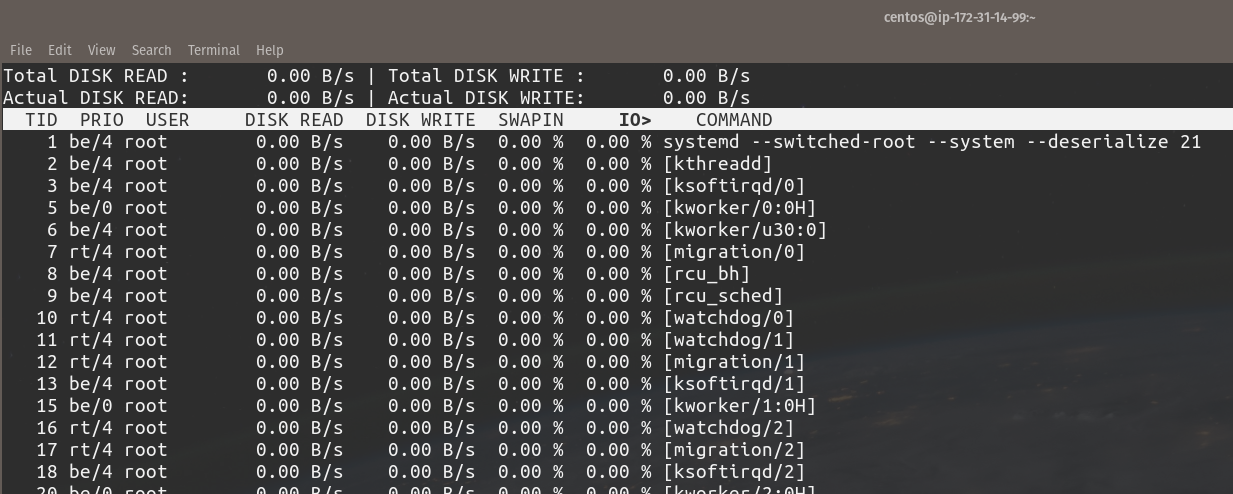 centos@ip-172-31-14-99:~
File Edit View Search Terminal Help
Total DISK READ : 0.00 B/s | Total DISK WRITE : 0.00 B/s
Actual DISK READ: 0.00 B/s | Actual DISK WRITE: 0.00 B/s
TID PRIO USER DISK READ DISK WRITE SWAPIN IO> COMMAND
1 be/4 root 0.00 B/s 0.00 B/s 0.00 % 0.00 % systemd --switched-root --system --deserialize 21
2 be/4 root 0.00 B/s 0.00 B/s 0.00 % 0.00 % [kthreadd]
3 be/4 root 0.00 B/s 0.00 B/s 0.00 % 0.00 % [ksoftirqd/0]
5 be/0 root 0.00 B/s 0.00 B/s 0.00 % 0.00 % [kworker/0:0H]
6 be/4 root 0.00 B/s 0.00 B/s 0.00 % 0.00 % [kworker/u30:0]
7 rt/4 root 0.00 B/s 0.00 B/s 0.00 % 0.00 % [migration/0]
8 be/4 root 0.00 B/s 0.00 B/s 0.00 % 0.00 % [rcu_bh]
9 be/4 root 0.00 B/s 0.00 B/s 0.00 % 0.00 % [rcu_sched]
10 rt/4 root 0.00 B/s 0.00 B/s 0.00 % 0.00 % [watchdog/0]
11 rt/4 root 0.00 B/s 0.00 B/s 0.00 % 0.00 % [watchdog/1]
12 rt/4 root 0.00 B/s 0.00 B/s 0.00 % 0.00 % [migration/1]
13 be/4 root 0.00 B/s 0.00 B/s 0.00 % 0.00 % [ksoftirqd/1]
15 be/0 root 0.00 B/s 0.00 B/s 0.00 % 0.00 % [kworker/1:0H]
16 rt/4 root 0.00 B/s 0.00 B/s 0.00 % 0.00 % [watchdog/2]
17 rt/4 root 0.00 B/s 0.00 B/s 0.00 % 0.00 % [migration/2]
18 be/4 root 0.00 B/s 0.00 B/s 0.00 % 0.00 % [ksoftirqd/2]
20 be/0 root 0.00 B/s 0.00 B/s 0.00 % 0.00 % [kworker/2:0H]